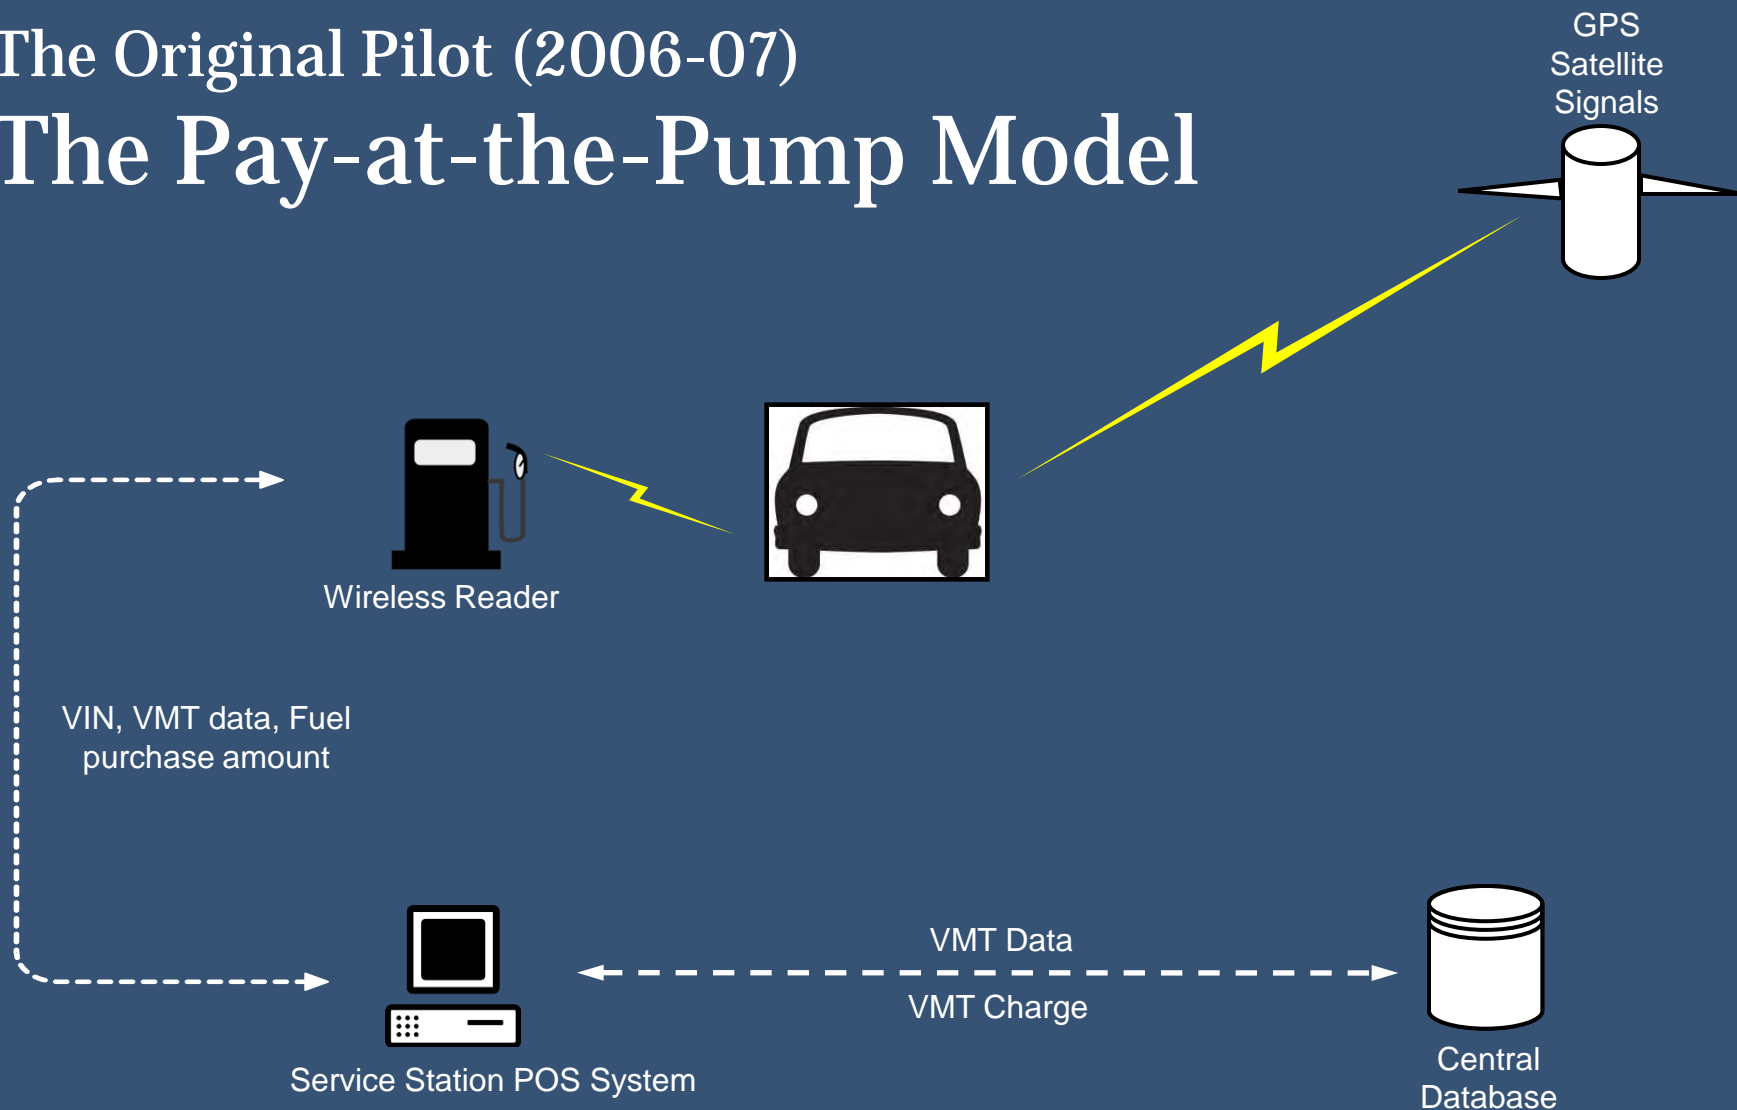 The Original Pilot (2006-07)
The Pay-at-the-Pump Model
GPS
Satellite
Signals
Wireless Reader
VIN, VMT data, Fuel
purchase amount
VMT Data
VMT Charge
Service Station POS System
Central
Database